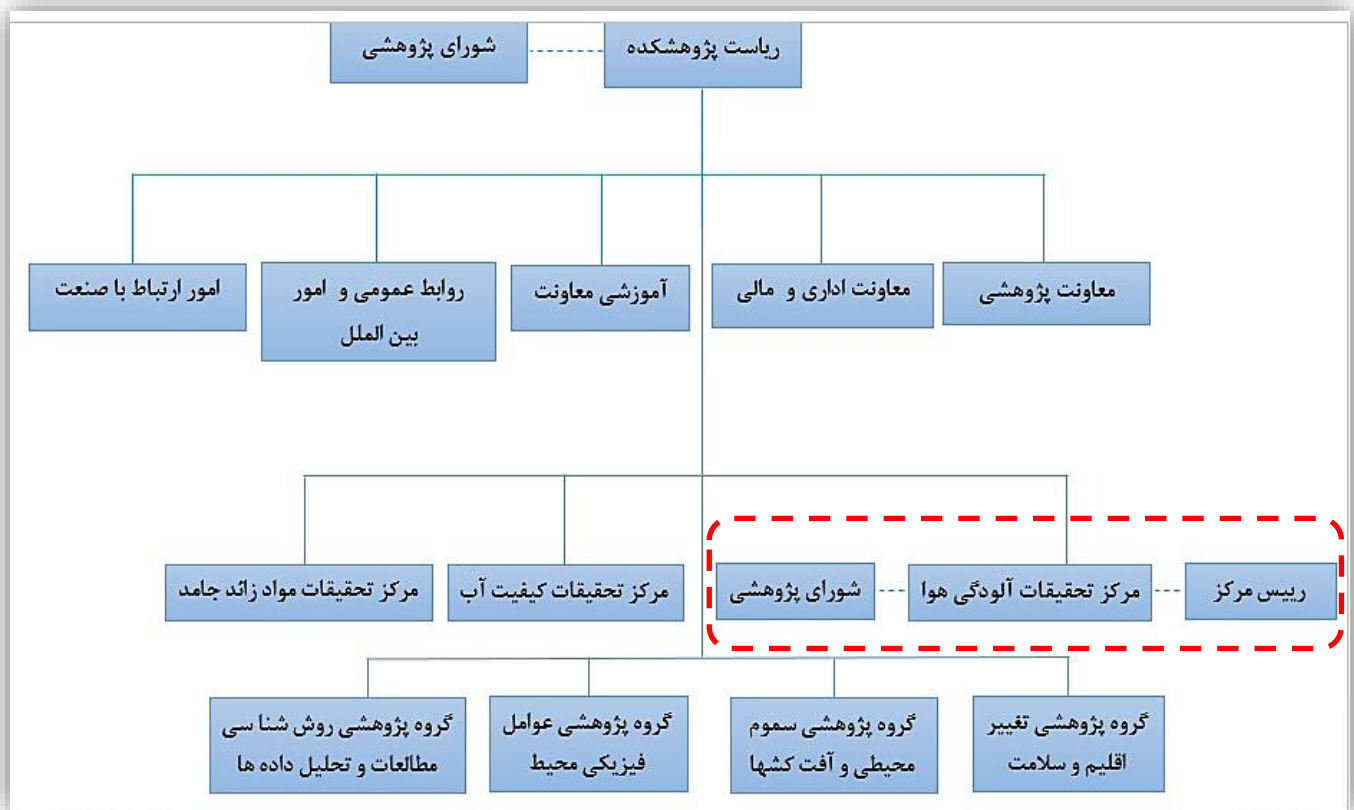 ریاست پژوهشکده
شورای پژوهشی
معاونت پژوهشی
معاونت اداری و مالی
آموزشی معاونت
روابط عمومی و امور
بین الملل
امور ارتباط با صنعت
رییس مرکز
مرکز تحقیقات آلودگی هوا
شورای پژوهشی
مرکز تحقیقات کیفیت آب
مرکز تحقیقات مواد زائد جامد
گروه پژوهشی تغییر
اقلیم و سلامت
گروه پژوهشی سموم
محیطی و آفت کشها
گروه پژوهشی عوامل
فیزیکی محیط
گروه پژوهشی روش شنا سی
مطالعات و تحلیل داده ها